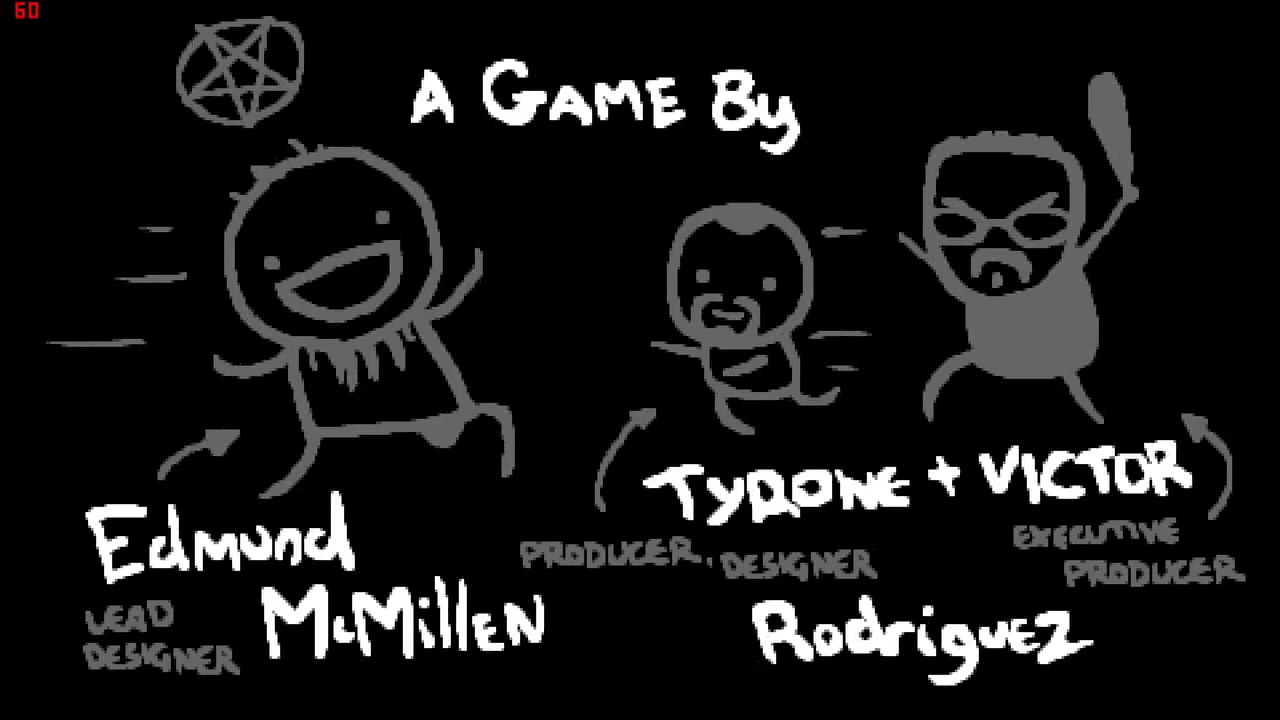 60
A GAME By
Edmund
McMillEN
LEAD
DESIGNER
TYRONE + VICTOR
PRODUCER. DESIGNER
EXECUTIVE
PRODUCER
RodriguEZ